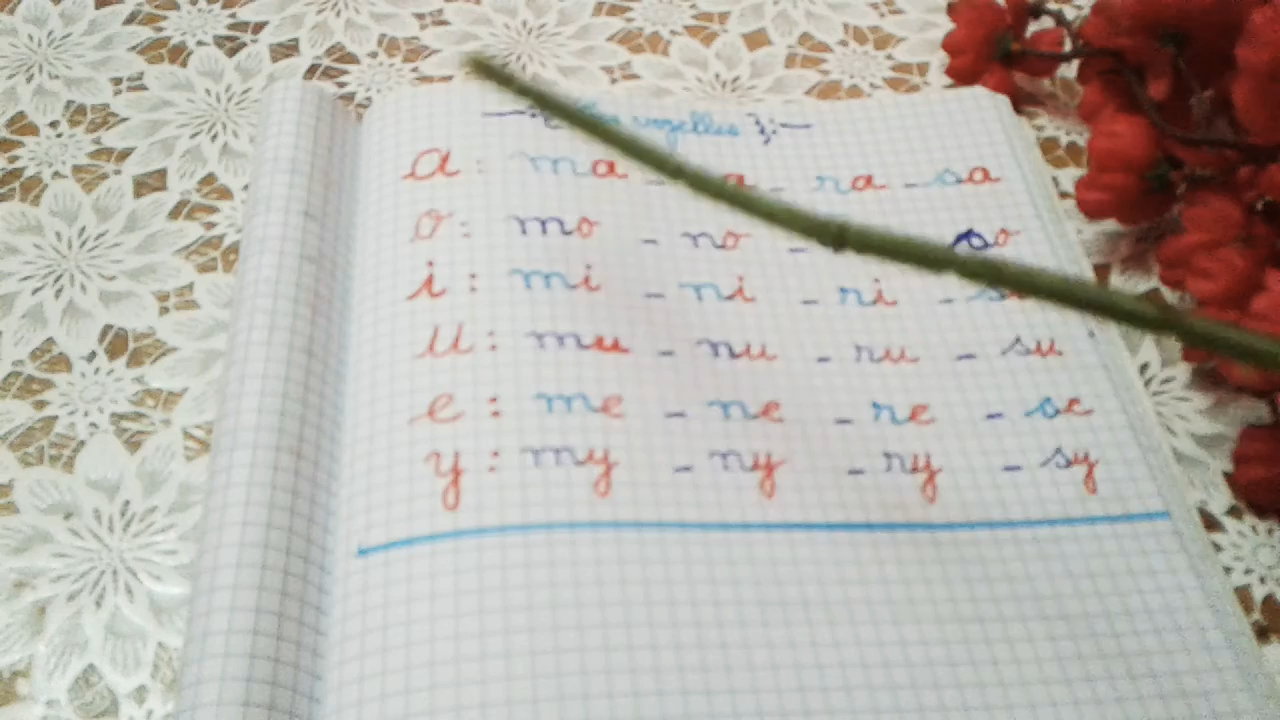 voyelles
a : ma - a - ra - sa
o : mo - no - so
i : mi - ni - ri -
u : mu - nu - ru - su
e : me - ne - re - se
y : my - ny - ry - sy